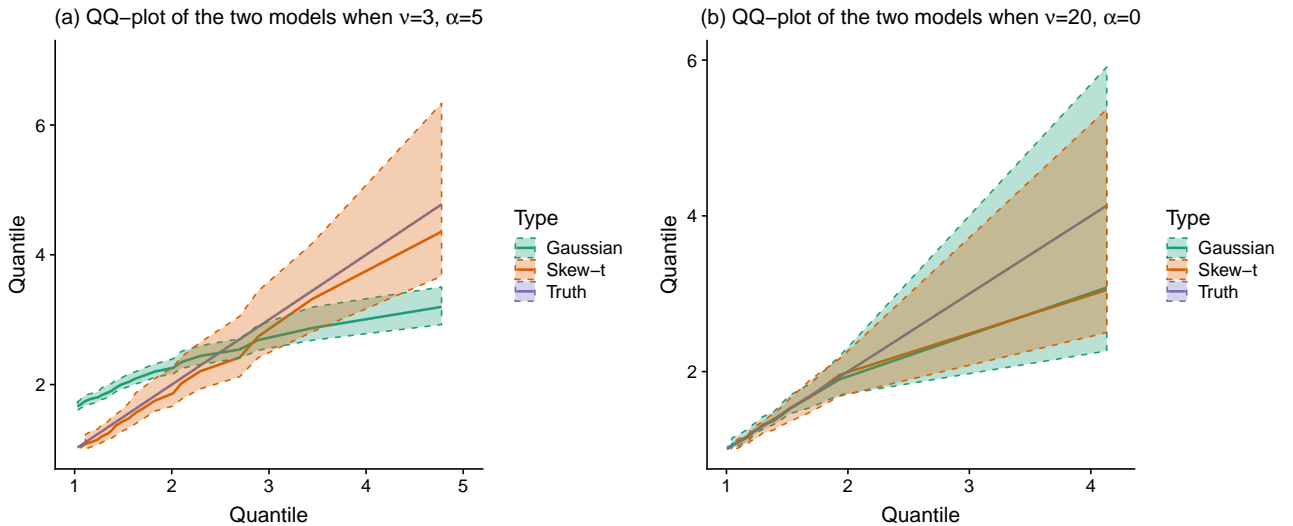 (a) QQ−plot of the two models when ν=3, α=5
6
4
2
Quantile
1 2 3 4 5
Quantile
Type
Gaussian
Skew−t
Truth
(b) QQ−plot of the two models when ν=20, α=0
6
4
2
Quantile
1 2 3 4
Quantile
Type
Gaussian
Skew−t
Truth